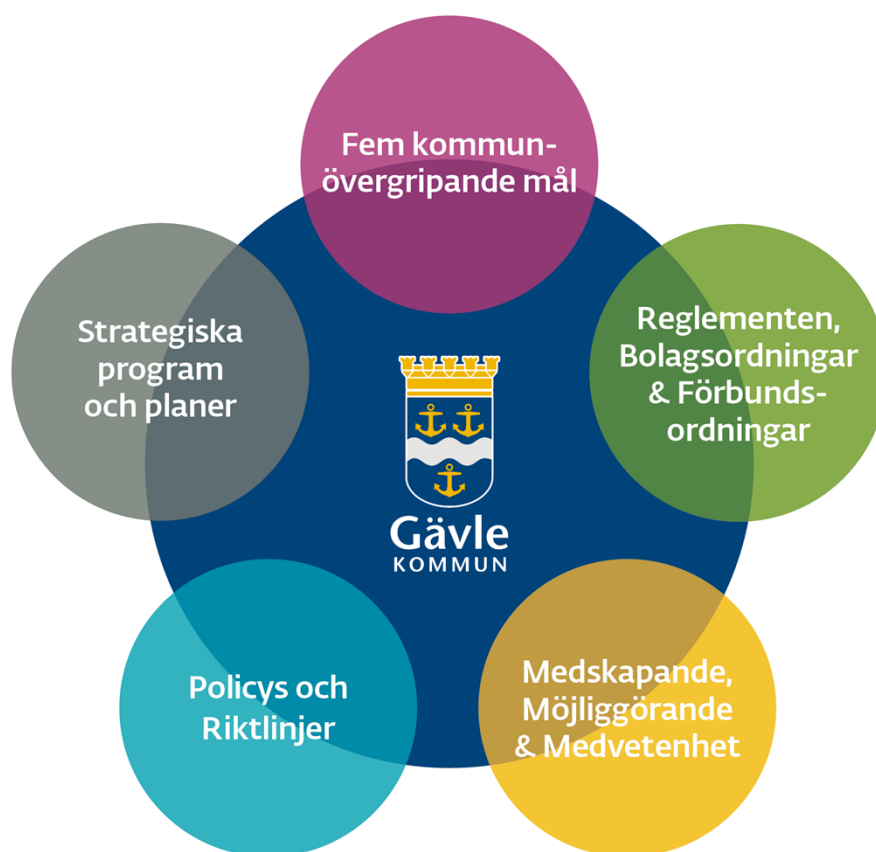 Fem kommun-
övergripande mål
Strategiska
program
och planer
Reglementen,
Bolagsordningar
& Förbunds-
ordningar
Gävle
KOMMUN
Policys och
Riktlinjer
Medskapande,
Möjliggörande
& Medvetenhet